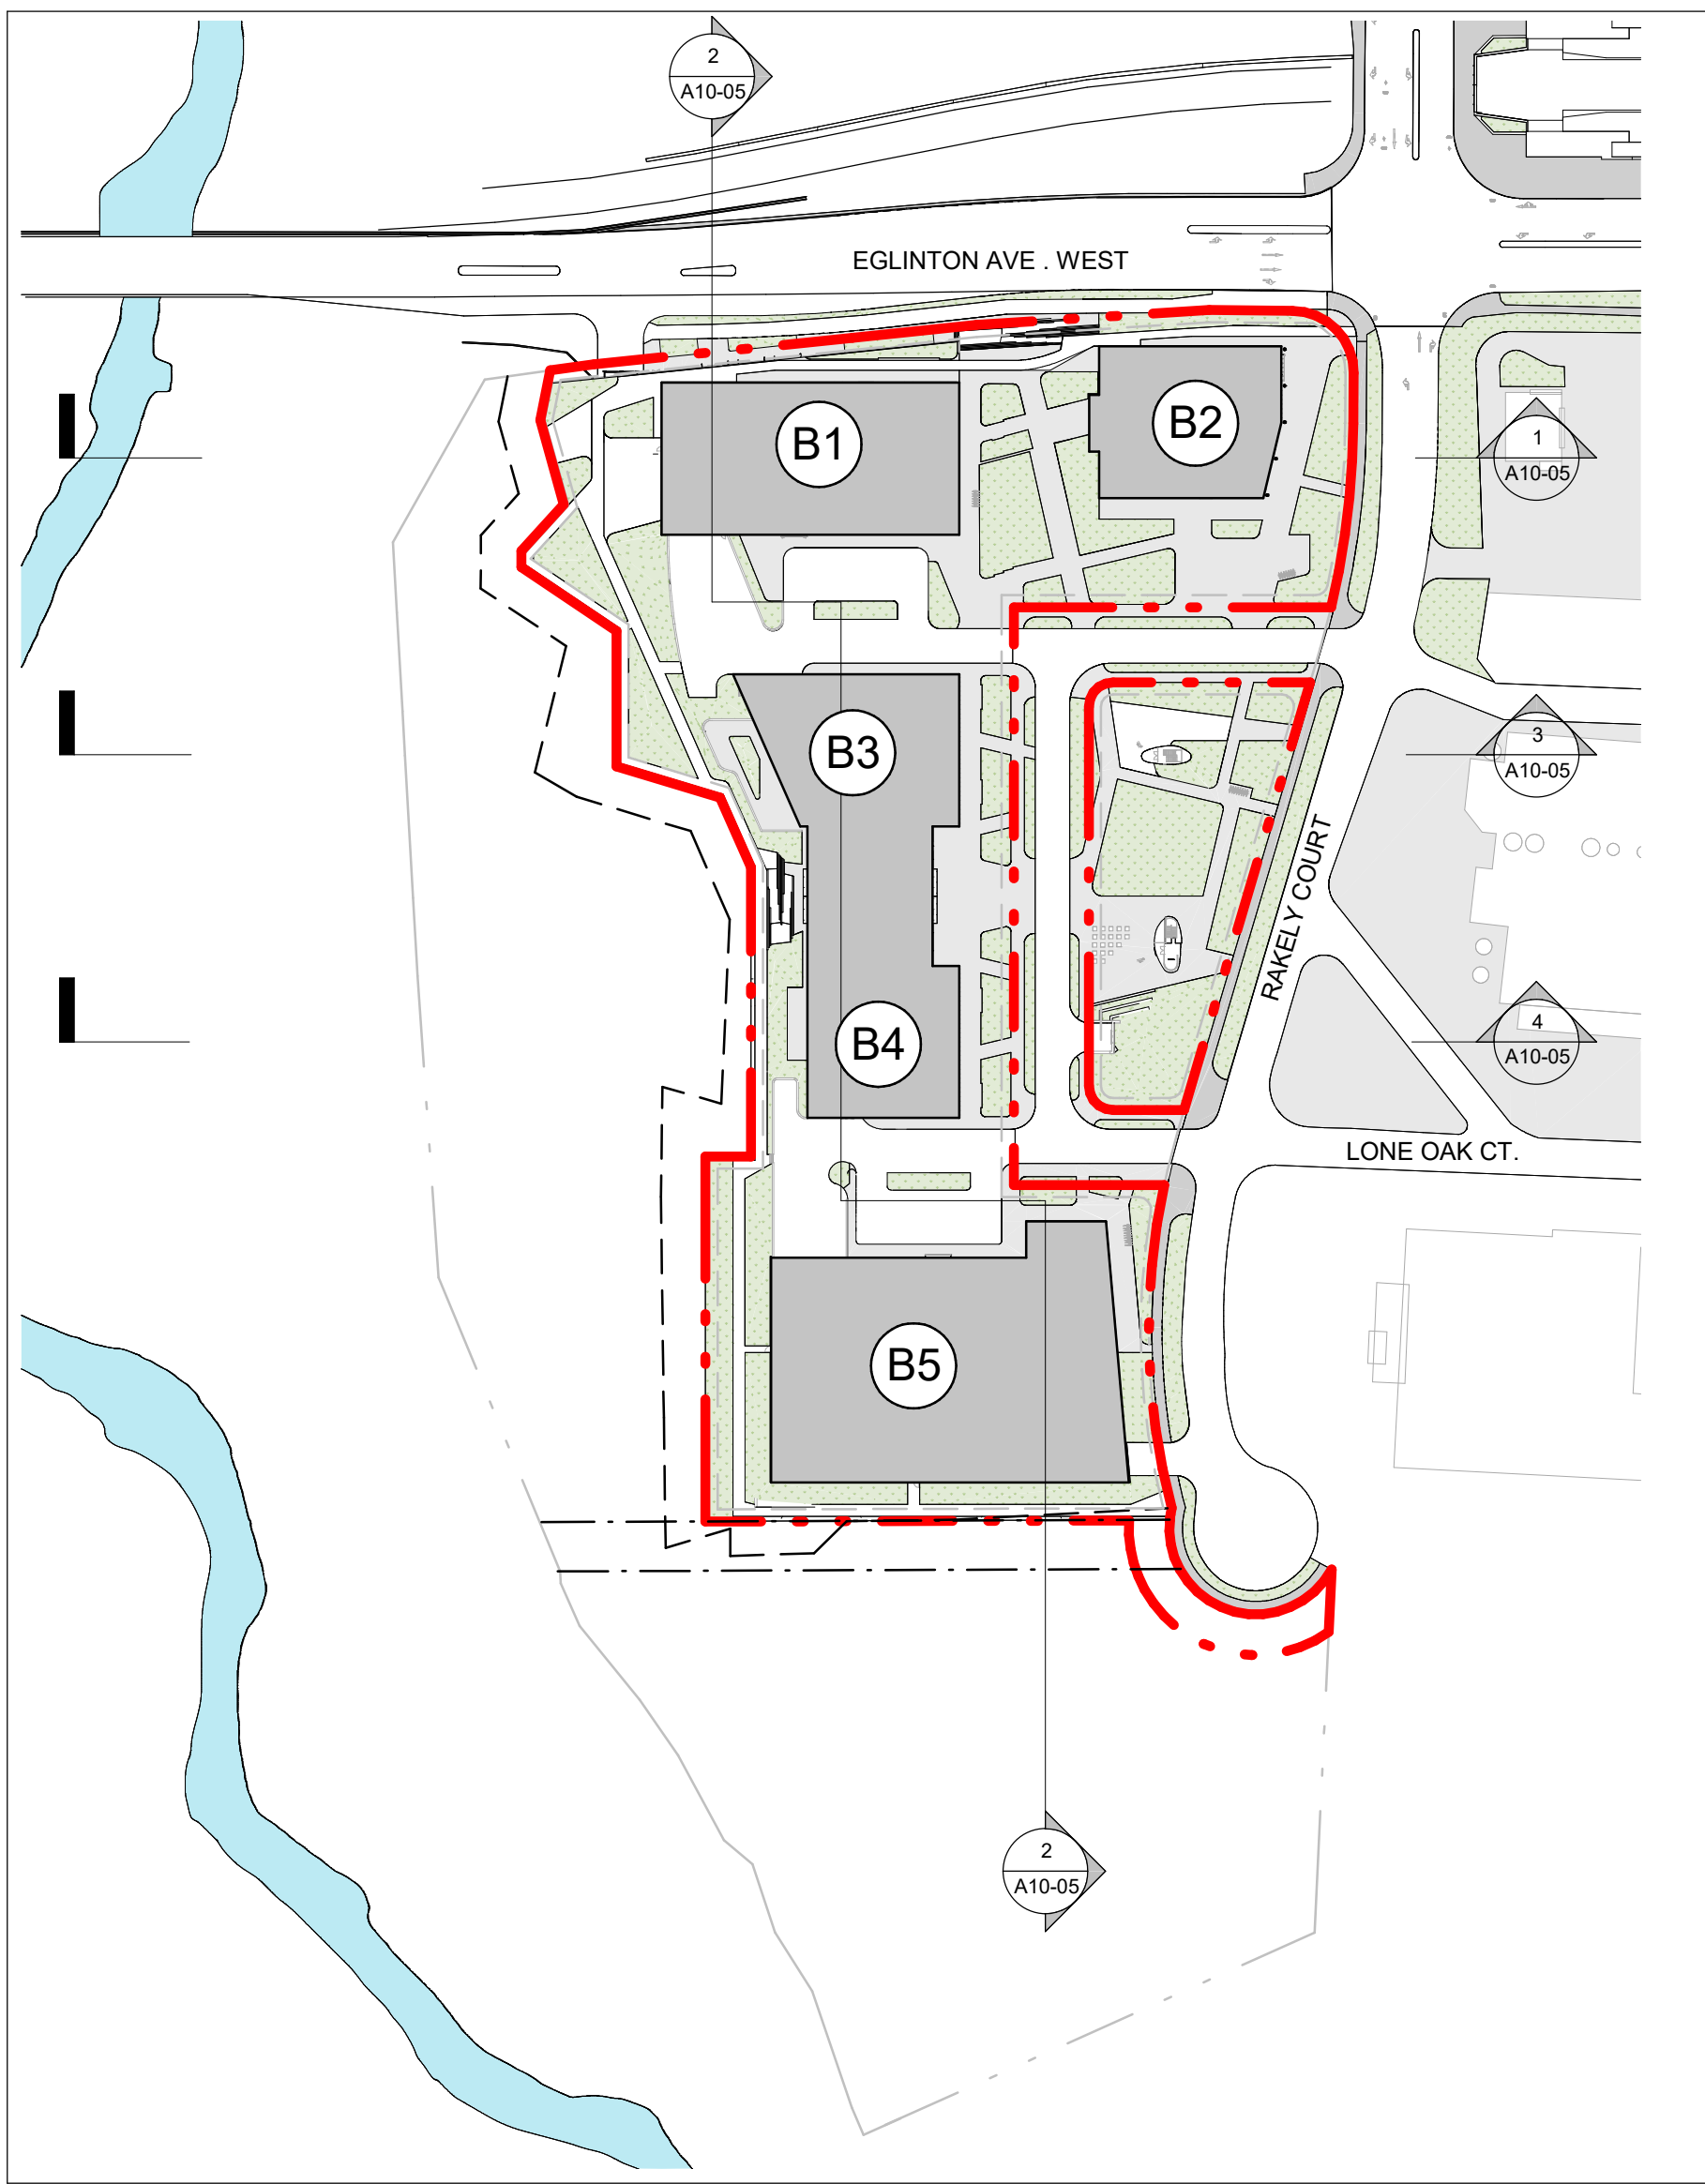 2
A10-05
EGLINTON AVE . WEST
B1
B2
1
A10-05
B3
3
A10-05
RAKELY COURT
B4
4
A10-05
LONE OAK CT.
B5
2
A10-05